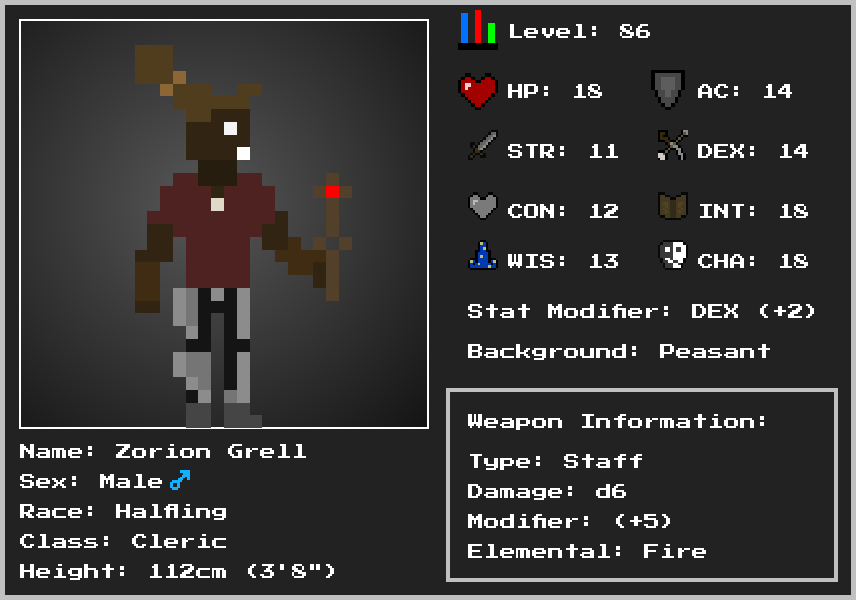 Level: 86
HP: 18
AC: 14
STR: 11
DEX: 14
CON: 12
INT: 18
WIS: 13
CHA: 18
Stat Modifier: DEX (+2)
Background: Peasant
Weapon Information:
Type: Staff
Damage: d6
Modifier: (+5)
Elemental: Fire
Name: Zorion Grell
Sex: Male ♂
Race: Halfling
Class: Cleric
Height: 112cm (3'8")